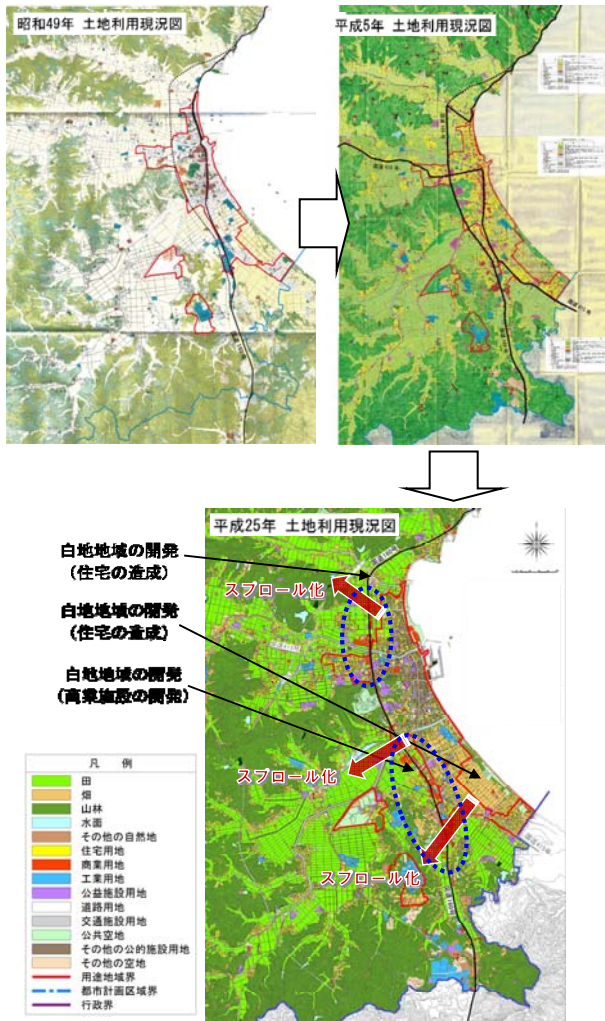 昭和49年 土地利用現況図
平成5年 土地利用現況図
平成25年 土地利用現況図
白地地域の開発
(住宅の造成)
白地地域の開発
(住宅の造成)
白地地域の開発
(商業施設の開発)
スプロール化
スプロール化
スプロール化
凡 例
田
畑
山林
水面
その他の自然地
住宅用地
商業用地
工業用地
公益施設用地
道路用地
交通施設用地
公共空地
その他の公的施設用地
その他の空地
用途地域界
都市計画区域界
行政界